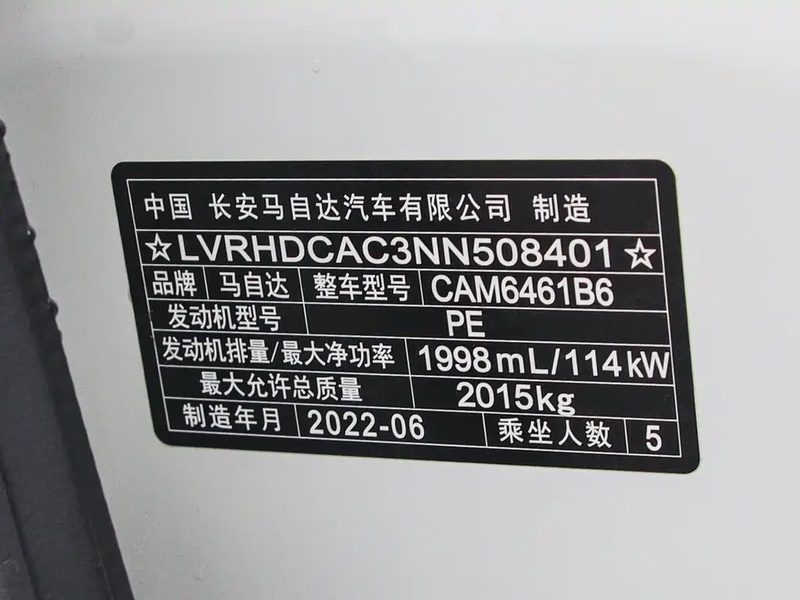 中国 长安马自达汽车有限公司 制造
☆LVRHDCAC3NN508401☆
品牌 马自达 整车型号 CAM6461B6
发动机型号 PE
发动机排量/最大净功率 1998mL/114kW
最大允许总质量 2015kg
制造年月 2022-06 乘坐人数 5